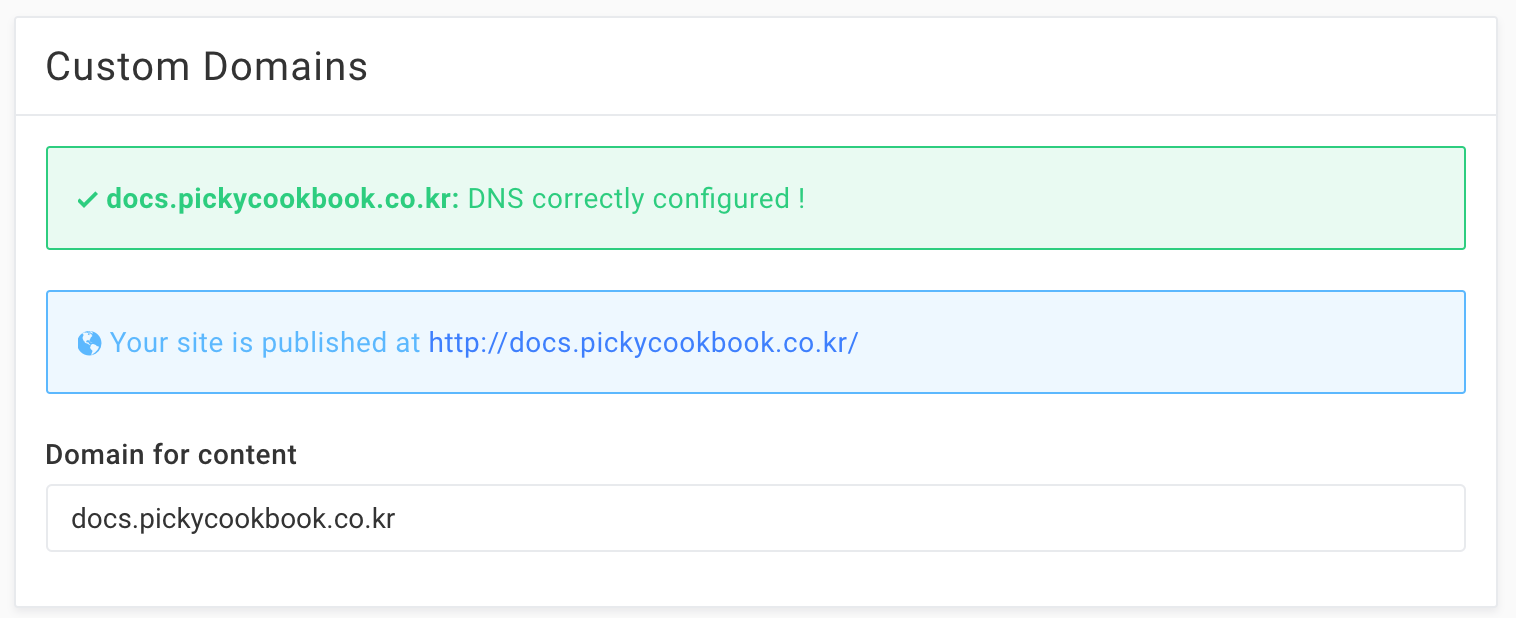 Custom Domains
docs.pickycookbook.co.kr: DNS correctly configured !
Your site is published at http://docs.pickycookbook.co.kr/
Domain for content
docs.pickycookbook.co.kr